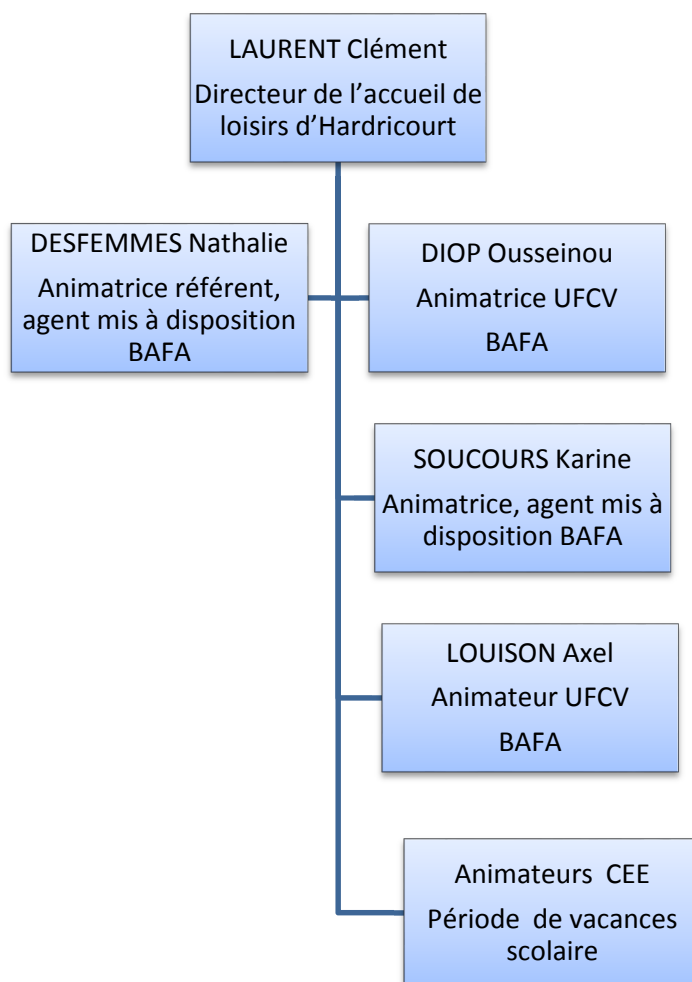 LAURENT Clément
Directeur de l’accueil de
loisirs d’Hardricourt
DESFEMMES Nathalie
Animatrice référent,
agent mis à disposition
BAFA
DIOP Ousseinou
Animatrice UFCV
BAFA
SOUCOURS Karine
Animatrice, agent mis à
disposition BAFA
LOUISON Axel
Animateur UFCV
BAFA
Animateurs CEE
Période de vacances
scolaire